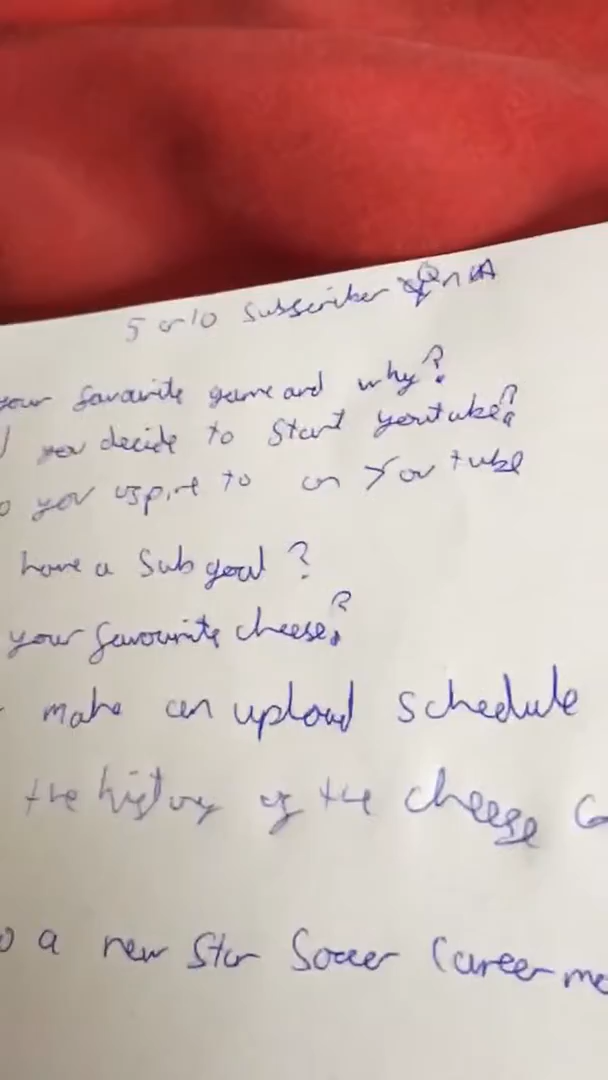 5 or 10 subscriber QnA
your favourite game and why?
you decide to start youtube?
you aspire to on YouTube
have a sub goal?
your favourite cheese?
make an upload schedule
the history of the cheese
a new Star Soccer Career mo